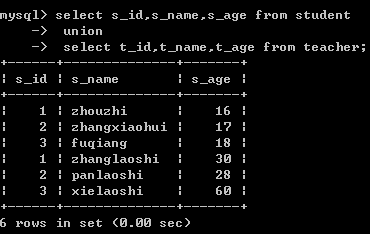 mysql> select s_id,s_name,s_age from student
    -> union
    -> select t_id,t_name,t_age from teacher;
+------+--------------+-------+
| s_id | s_name       | s_age |
+------+--------------+-------+
|    1 | zhouzhi      |    16 |
|    2 | zhangxiaohui |    17 |
|    3 | fuqiang      |    18 |
|    1 | zhanglaoshi  |    30 |
|    2 | panlaoshi    |    28 |
|    3 | xielaoshi    |    60 |
+------+--------------+-------+
6 rows in set (0.00 sec)